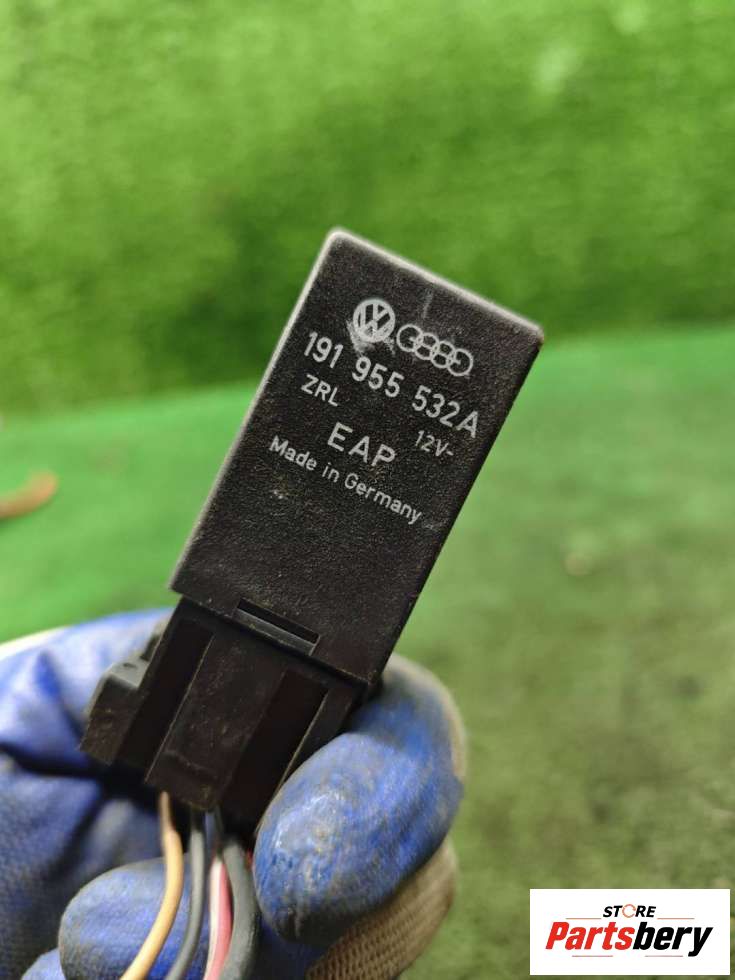 191 955 532A
ZRL 12V-
EAP
Made in Germany
STORE
Partsbery